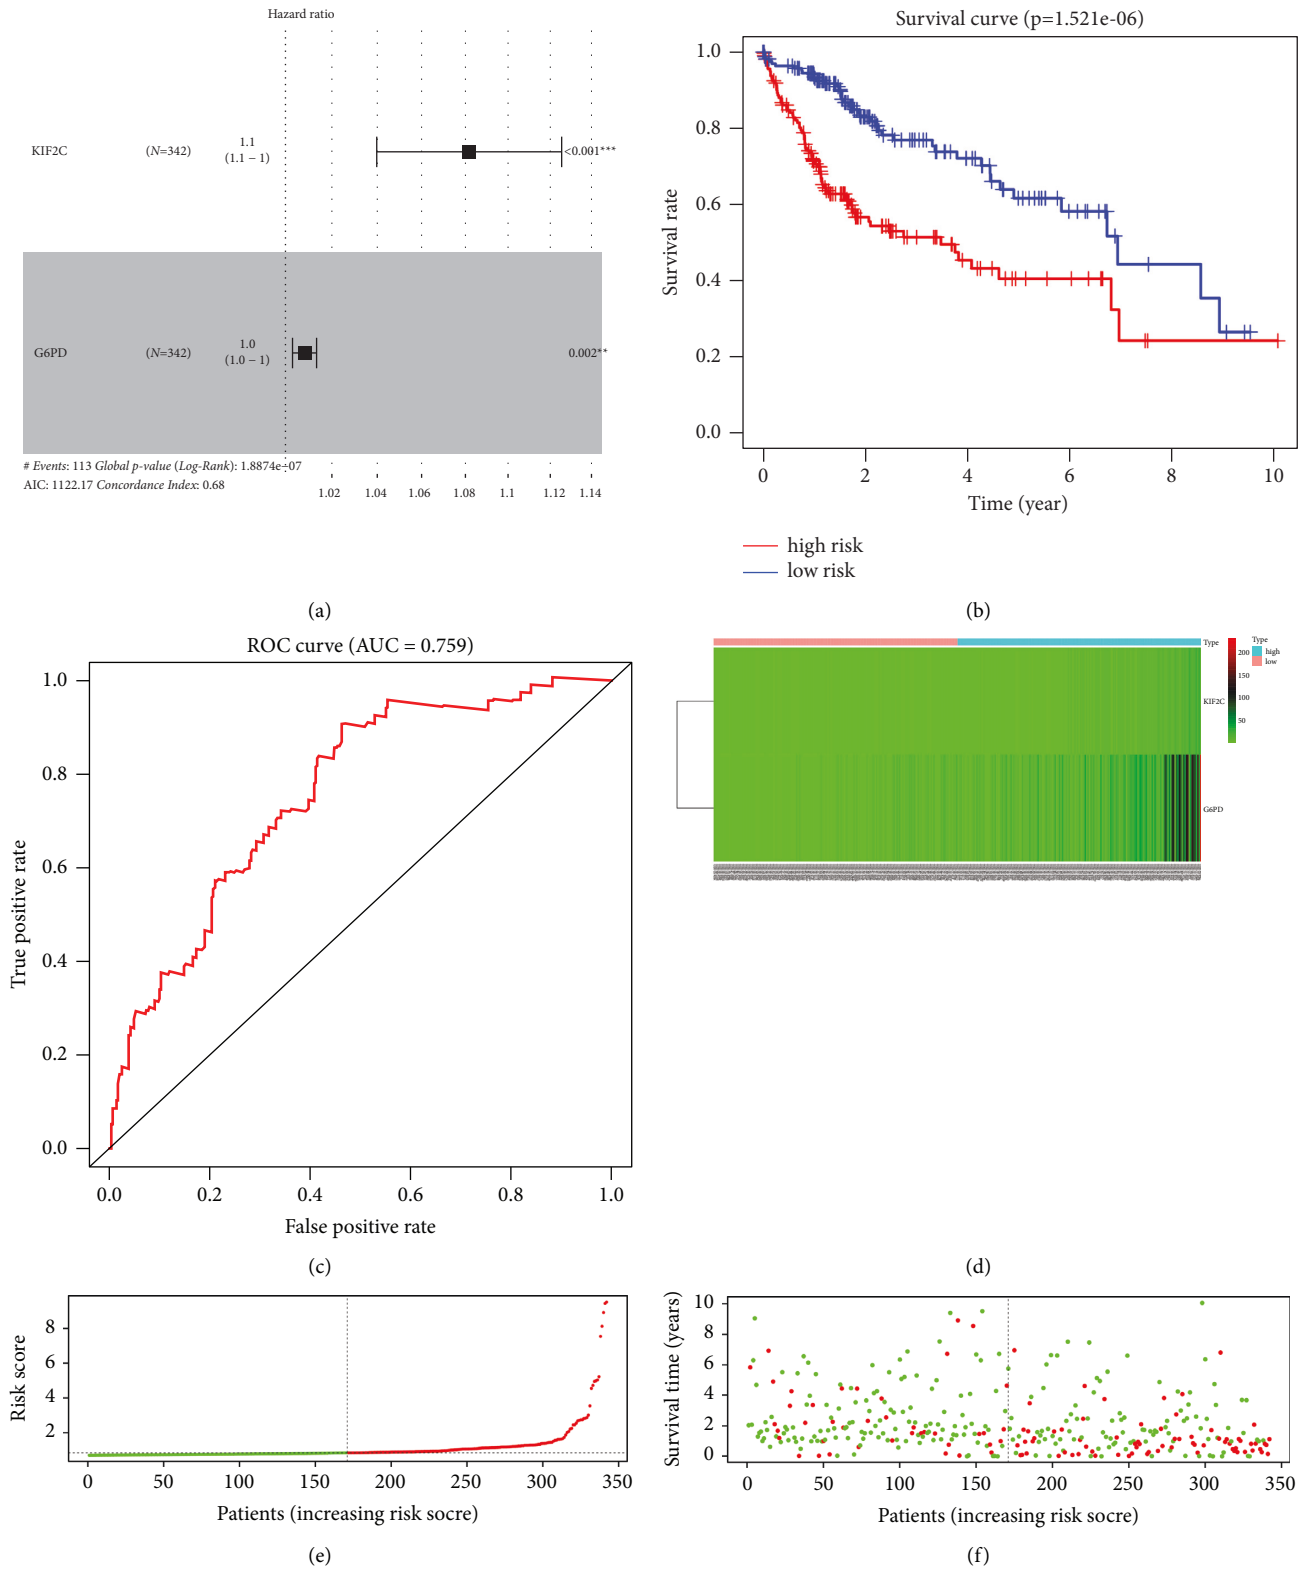 Hazard ratio
KIF2C (N=342) 1.1 (1.1 − 1) <0.001***
G6PD (N=342) 1.0 (1.0 − 1) 0.002**
# Events: 113 Global p-value (Log-Rank): 1.8874e−07
AIC: 1122.17 Concordance Index: 0.68
1.02 1.04 1.06 1.08 1.1 1.12 1.14
(a)
Survival curve (p=1.521e-06)
Survival rate
1.0
0.8
0.6
0.4
0.2
0.0
0 2 4 6 8 10
Time (year)
high risk
low risk
(b)
ROC curve (AUC = 0.759)
True positive rate
1.0
0.8
0.6
0.4
0.2
0.0
0.0 0.2 0.4 0.6 0.8 1.0
False positive rate
(c)
Type
KIF2C
G6PD
200
150
100
50
Type
high
low
(d)
Risk score
8
6
4
2
0 50 100 150 200 250 300 350
Patients (increasing risk socre)
(e)
Survival time (years)
10
8
6
4
2
0
0 50 100 150 200 250 300 350
Patients (increasing risk socre)
(f)